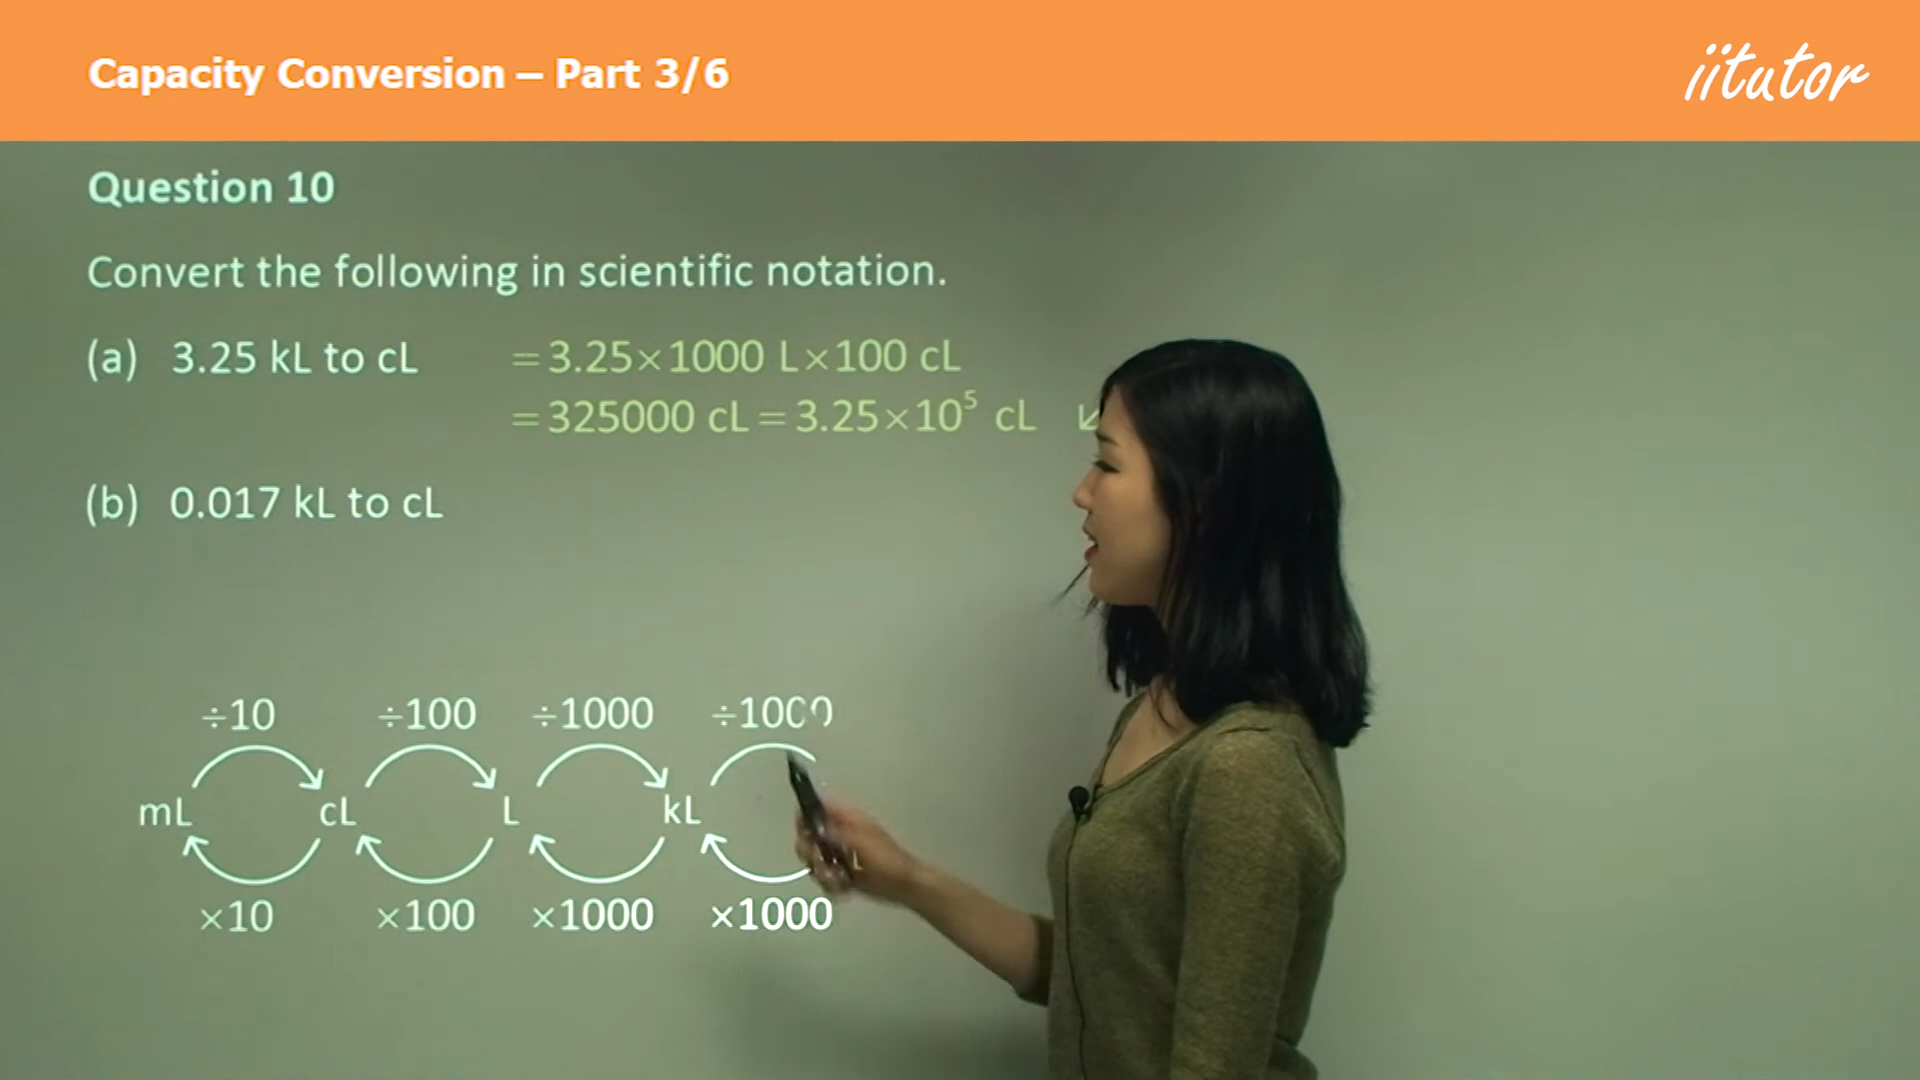 Capacity Conversion – Part 3/6
iitutor
Question 10
Convert the following in scientific notation.
(a) 3.25 kL to cL = 3.25×1000 L×100 cL
= 325000 cL = 3.25×10⁵ cL
(b) 0.017 kL to cL
÷10 ÷100 ÷1000 ÷1000
mL cL L kL
×10 ×100 ×1000 ×1000